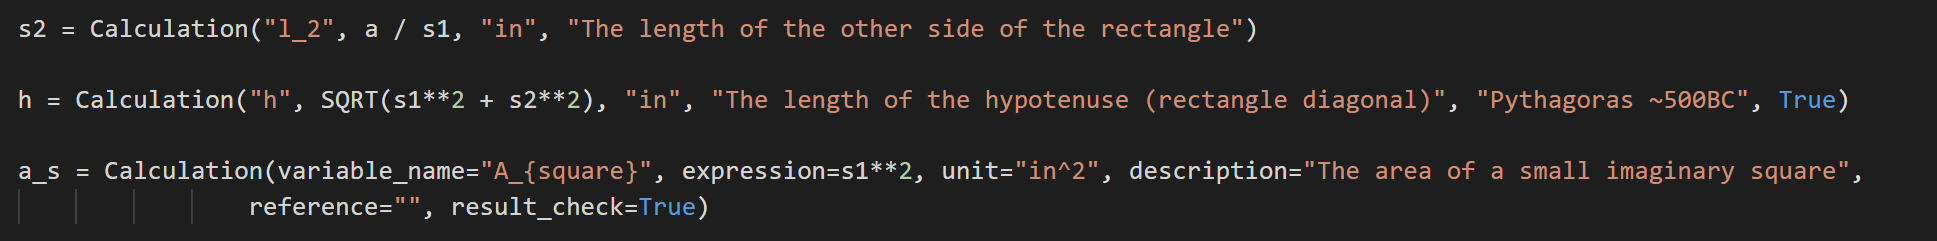 s2 = Calculation("l_2", a / s1, "in", "The length of the other side of the rectangle")
h = Calculation("h", SQRT(s1**2 + s2**2), "in", "The length of the hypotenuse (rectangle diagonal)", "Pythagoras ~500BC", True)
a_s = Calculation(variable_name="A_{square}", expression=s1**2, unit="in^2", description="The area of a small imaginary square",
reference="", result_check=True)